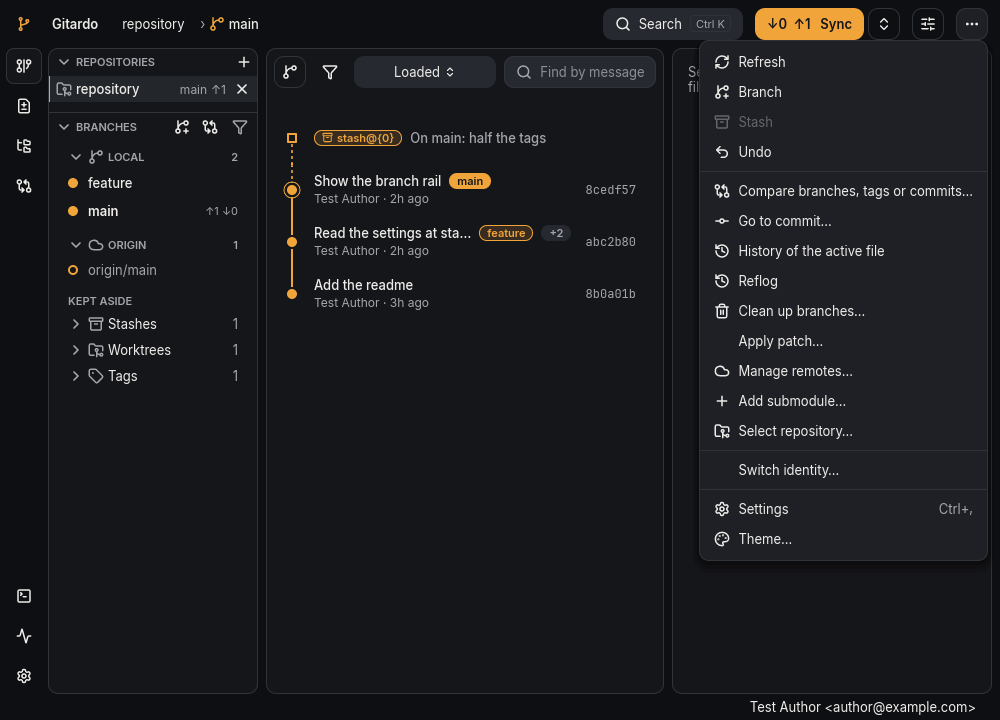 Gitardo repository › main Search Ctrl K ↓0 ↑1 Sync
REPOSITORIES
repository main ↑1
BRANCHES
LOCAL 2
feature
main ↑1 ↓0
ORIGIN 1
origin/main
KEPT ASIDE
Stashes 1
Worktrees 1
Tags 1
Loaded Find by message
stash@{0} On main: half the tags
Show the branch rail main
Test Author · 2h ago 8cedf57
Read the settings at sta... feature +2
Test Author · 2h ago abc2b80
Add the readme
Test Author · 3h ago 8b0a01b
Refresh
Branch
Stash
Undo
Compare branches, tags or commits...
Go to commit...
History of the active file
Reflog
Clean up branches...
Apply patch...
Manage remotes...
Add submodule...
Select repository...
Switch identity...
Settings Ctrl+,
Theme...
Test Author <author@example.com>